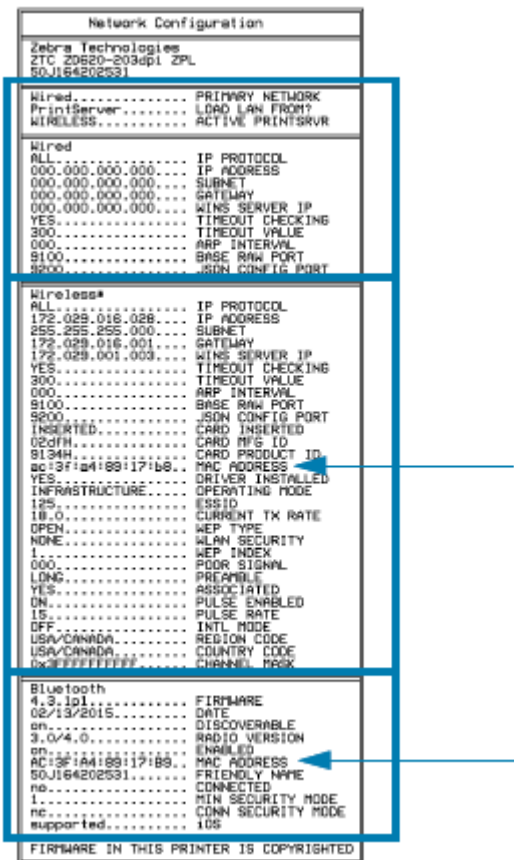 Network Configuration
Zebra Technologies
ZTC ZD620-203dpi ZPL
50J164202531
Wired.............. PRIMARY NETWORK
PrintServer........ LOAD LAN FROM?
WIRELESS........... ACTIVE PRINTSRVR
Wired
ALL................ IP PROTOCOL
000.000.000.000.... IP ADDRESS
000.000.000.000.... SUBNET
000.000.000.000.... GATEWAY
000.000.000.000.... WINS SERVER IP
YES................ TIMEOUT CHECKING
300................ TIMEOUT VALUE
000................ ARP INTERVAL
9100............... BASE RAW PORT
9200............... JSON CONFIG PORT
Wireless*
ALL................ IP PROTOCOL
172.029.016.028.... IP ADDRESS
255.255.255.000.... SUBNET
172.029.016.001.... GATEWAY
172.029.001.003.... WINS SERVER IP
YES................ TIMEOUT CHECKING
300................ TIMEOUT VALUE
000................ ARP INTERVAL
9100............... BASE RAW PORT
9200............... JSON CONFIG PORT
INSERTED........... CARD INSERTED
02dfH.............. CARD MFG ID
9134H.............. CARD PRODUCT ID
ac:3f:a4:89:17:b8.. MAC ADDRESS
YES................ DRIVER INSTALLED
INFRASTRUCTURE..... OPERATING MODE
125................ ESSID
18.0............... CURRENT TX RATE
OPEN............... WEP TYPE
NONE............... WLAN SECURITY
1.................. WEP INDEX
000................ POOR SIGNAL
LONG............... PREAMBLE
YES................ ASSOCIATED
ON................. PULSE ENABLED
15................. PULSE RATE
OFF................ INTL MODE
USA/CANADA......... REGION CODE
USA/CANADA......... COUNTRY CODE
0x3FFFFFFFFFF...... CHANNEL MASK
Bluetooth
4.3.1p1............ FIRMWARE
02/13/2015......... DATE
on................. DISCOVERABLE
3.0/4.0............ RADIO VERSION
on................. ENABLED
AC:3F:A4:89:17:B9.. MAC ADDRESS
50J164202531....... FRIENDLY NAME
no................. CONNECTED
1.................. MIN SECURITY MODE
nc................. CONN SECURITY MODE
supported.......... iOS
FIRMWARE IN THIS PRINTER IS COPYRIGHTED